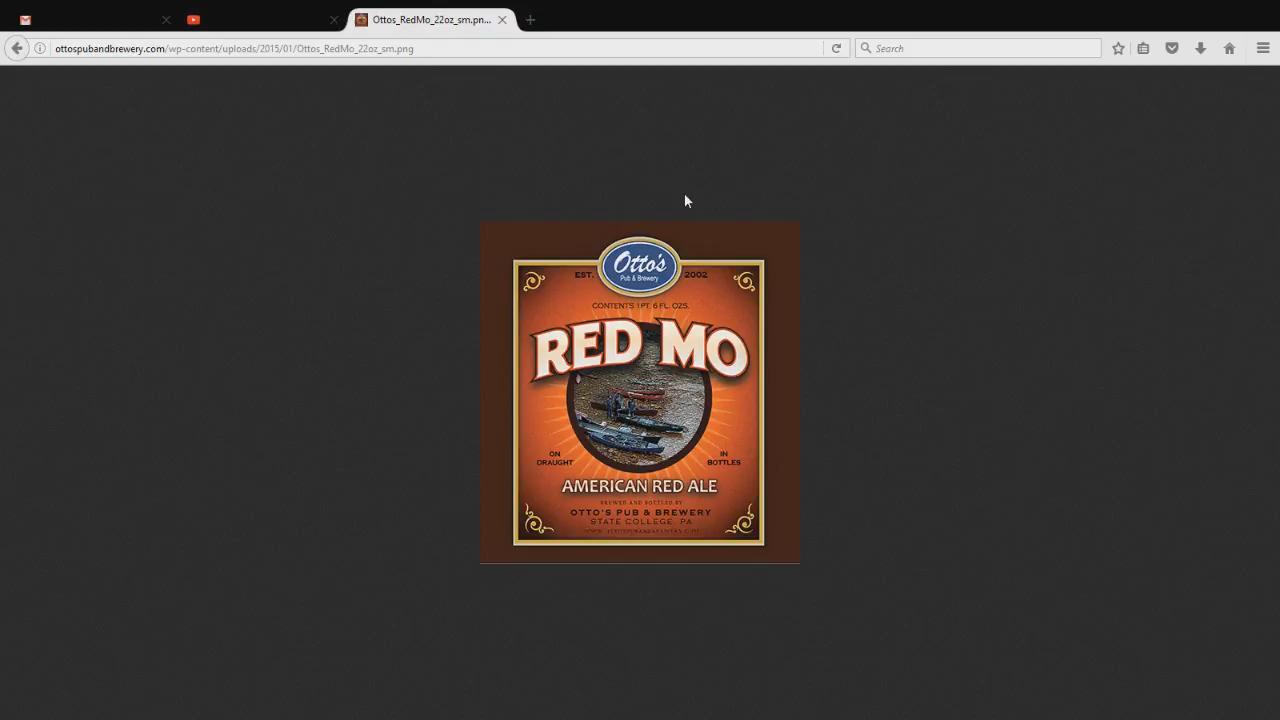 Ottos_RedMo_22oz_sm.pn...
ottospubandbrewery.com/wp-content/uploads/2015/01/Ottos_RedMo_22oz_sm.png
Search
Otto's
Pub & Brewery
EST. 2002
CONTENTS 1 PT. 6 FL. OZS.
RED MO
ON DRAUGHT
IN BOTTLES
AMERICAN RED ALE
BREWED AND BOTTLED BY
OTTO'S PUB & BREWERY
STATE COLLEGE, PA